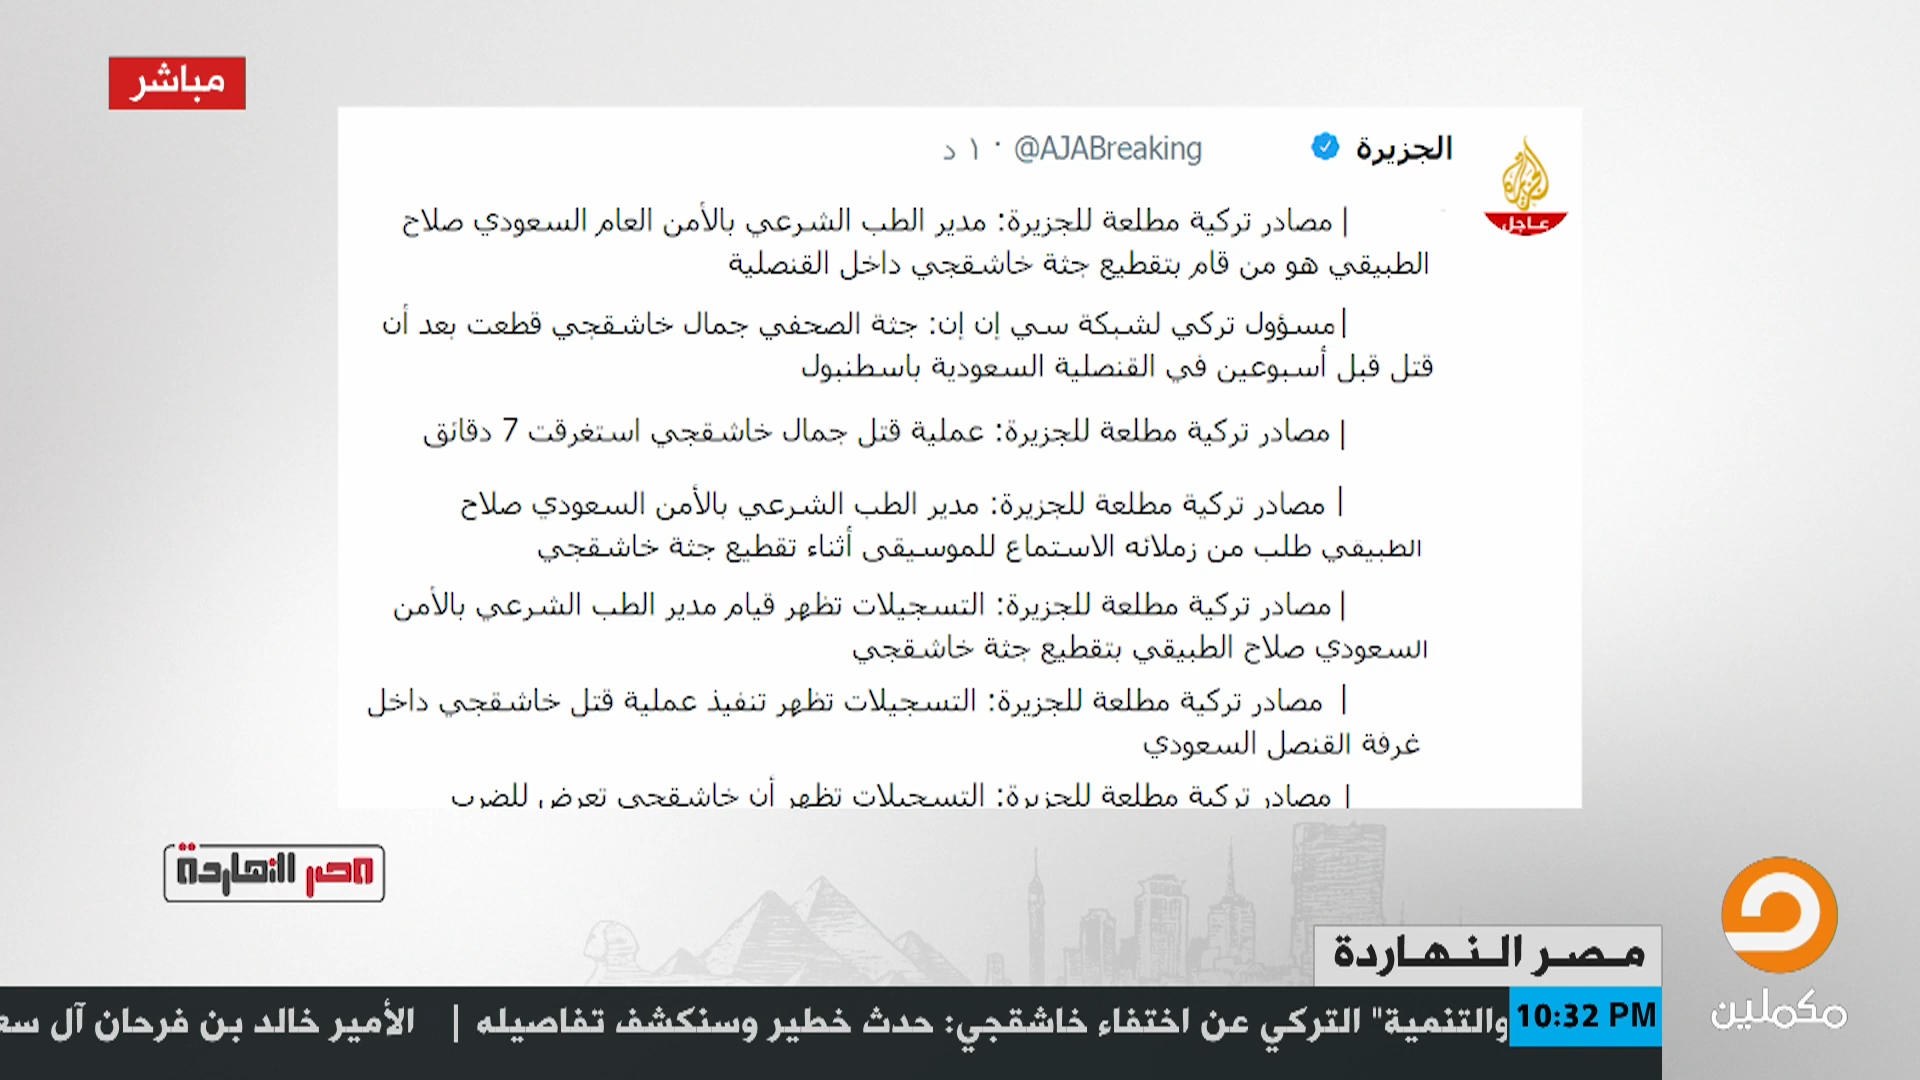 مباشر
الجزيرة @AJABreaking · ١ د
عاجل
| مصادر تركية مطلعة للجزيرة: مدير الطب الشرعي بالأمن العام السعودي صلاح
الطبيقي هو من قام بتقطيع جثة خاشقجي داخل القنصلية
|مسؤول تركي لشبكة سي إن إن: جثة الصحفي جمال خاشقجي قطعت بعد أن
قتل قبل أسبوعين في القنصلية السعودية باسطنبول
| مصادر تركية مطلعة للجزيرة: عملية قتل جمال خاشقجي استغرقت 7 دقائق
| مصادر تركية مطلعة للجزيرة: مدير الطب الشرعي بالأمن السعودي صلاح
الطبيقي طلب من زملائه الاستماع للموسيقى أثناء تقطيع جثة خاشقجي
| مصادر تركية مطلعة للجزيرة: التسجيلات تظهر قيام مدير الطب الشرعي بالأمن
السعودي صلاح الطبيقي بتقطيع جثة خاشقجي
| مصادر تركية مطلعة للجزيرة: التسجيلات تظهر تنفيذ عملية قتل خاشقجي داخل
غرفة القنصل السعودي
| مصادر تركية مطلعة للجزيرة: التسجيلات تظهر أن خاشقجي تعرض للضرب
مصر النهاردة
مصر النهاردة
مكملين
10:32 PM
والتنمية" التركي عن اختفاء خاشقجي: حدث خطير وسنكشف تفاصيله | الأمير خالد بن فرحان آل سع